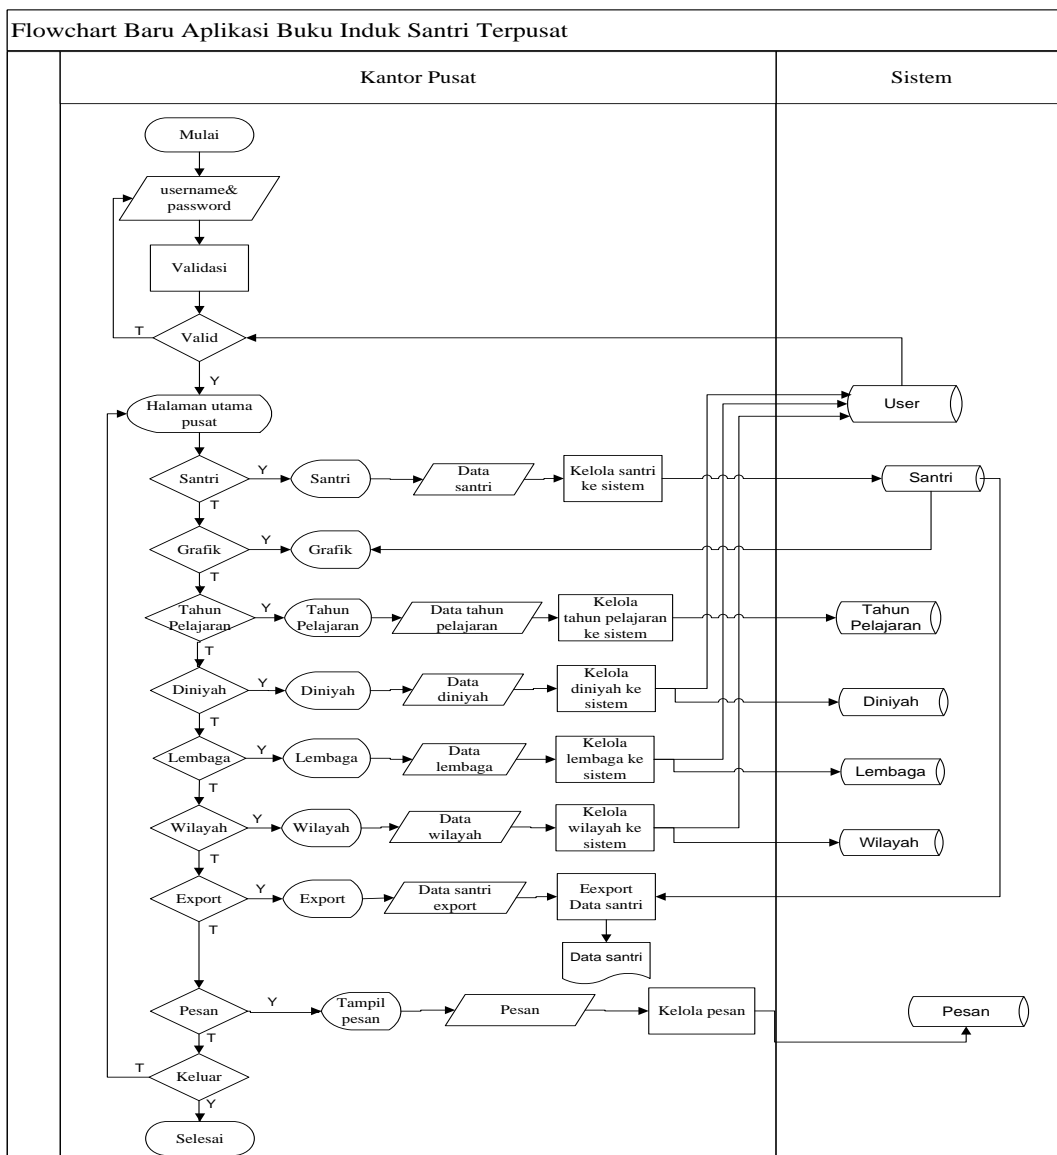 Flowchart Baru Aplikasi Buku Induk Santri Terpusat
Kantor Pusat
Sistem
Mulai
username&
password
Validasi
Valid
T
Y
Halaman utama
pusat
User
Santri
Y
Santri
Data
santri
Kelola santri
ke sistem
Santri
T
Grafik
Y
Grafik
T
Tahun
Pelajaran
Y
Tahun
Pelajaran
Data tahun
pelajaran
Kelola
tahun pelajaran
ke sistem
Tahun
Pelajaran
T
Diniyah
Y
Diniyah
Data
diniyah
Kelola
diniyah ke
sistem
Diniyah
T
Lembaga
Y
Lembaga
Data
lembaga
Kelola
lembaga ke
sistem
Lembaga
T
Wilayah
Y
Wilayah
Data
wilayah
Kelola
wilayah ke
sistem
Wilayah
T
Export
Y
Export
Data santri
export
Eexport
Data santri
T
Data santri
Pesan
Y
Tampil
pesan
Pesan
Kelola pesan
Pesan
T
Keluar
T
Y
Selesai